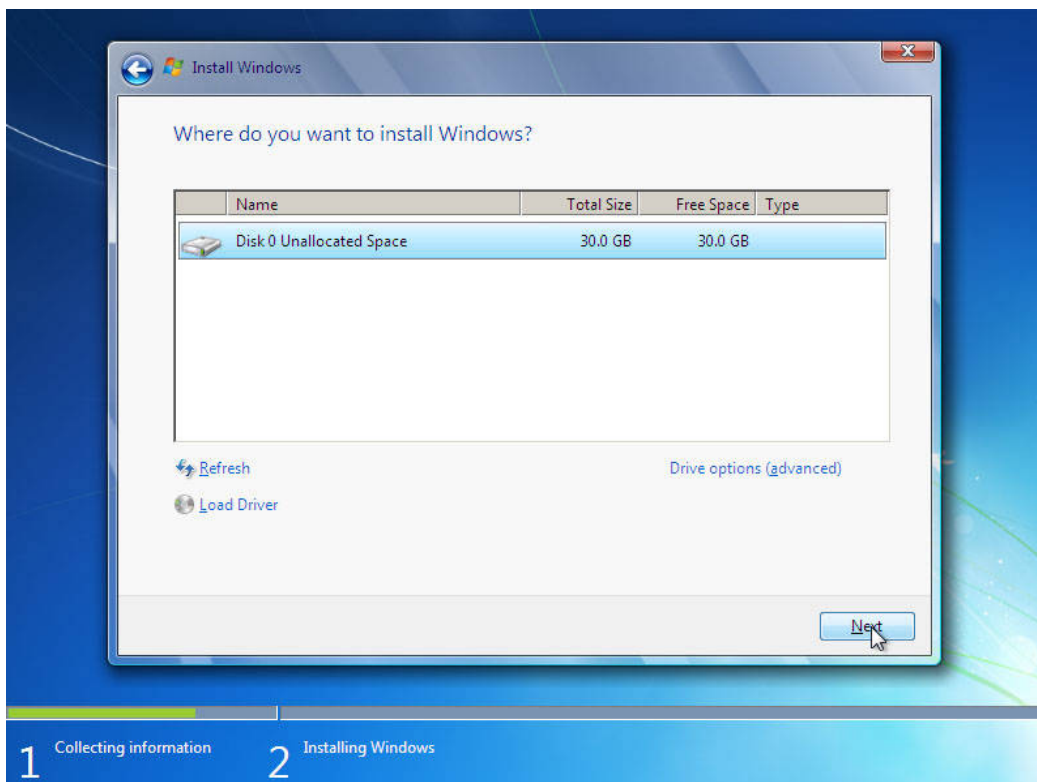 Install Windows
Where do you want to install Windows?
Name Total Size Free Space Type
Disk 0 Unallocated Space 30.0 GB 30.0 GB
Refresh Drive options (advanced)
Load Driver
Next
1 Collecting information 2 Installing Windows